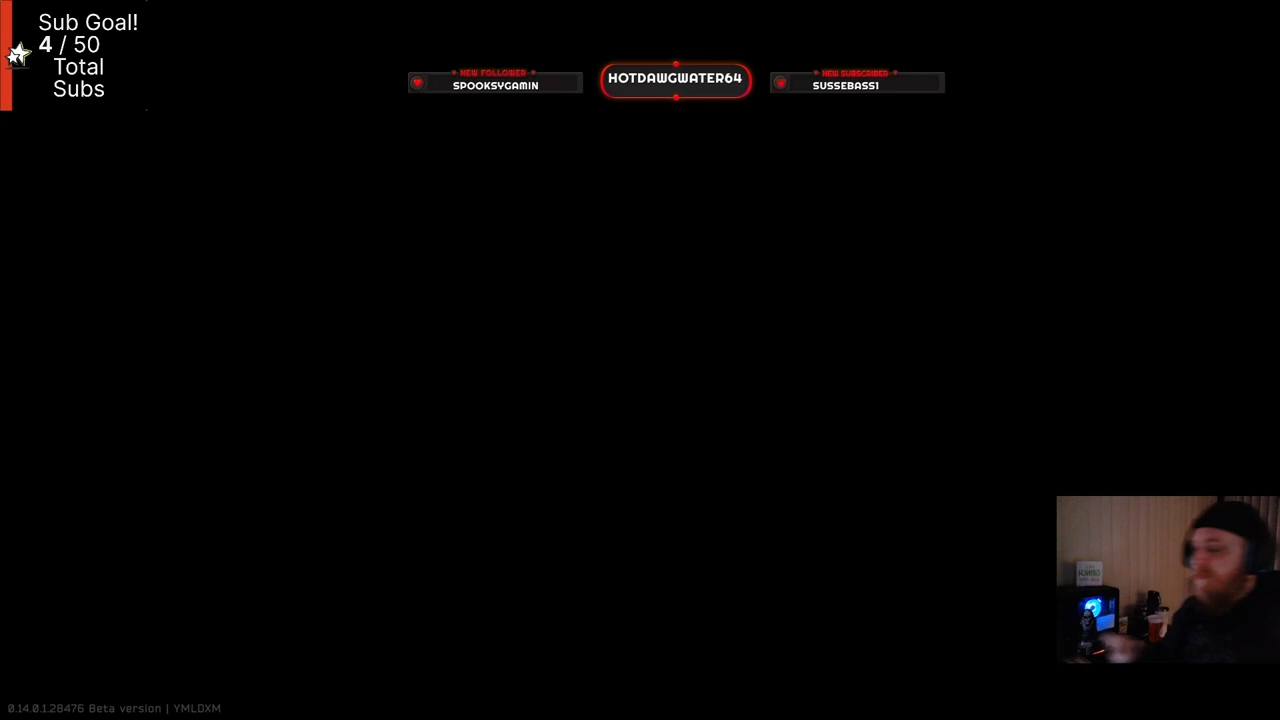 Sub Goal!
4 / 50
Total
Subs
NEW FOLLOWER
SPOOKSYGAMIN
HOTDAWGWATER64
NEW SUBSCRIBER
SUSSEBASS1
0.14.0.1.28476 Beta version | YMLDXM